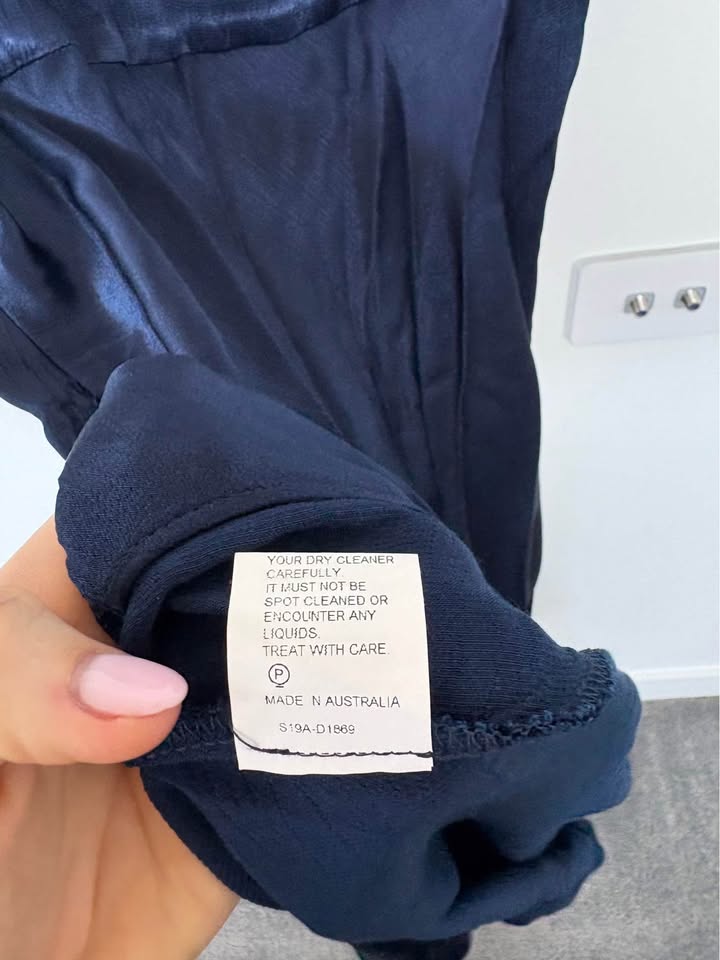 YOUR DRY CLEANER
CAREFULLY.
IT MUST NOT BE
SPOT CLEANED OR
ENCOUNTER ANY
LIQUIDS.
TREAT WITH CARE.
P
MADE N AUSTRALIA
S19A-D1869